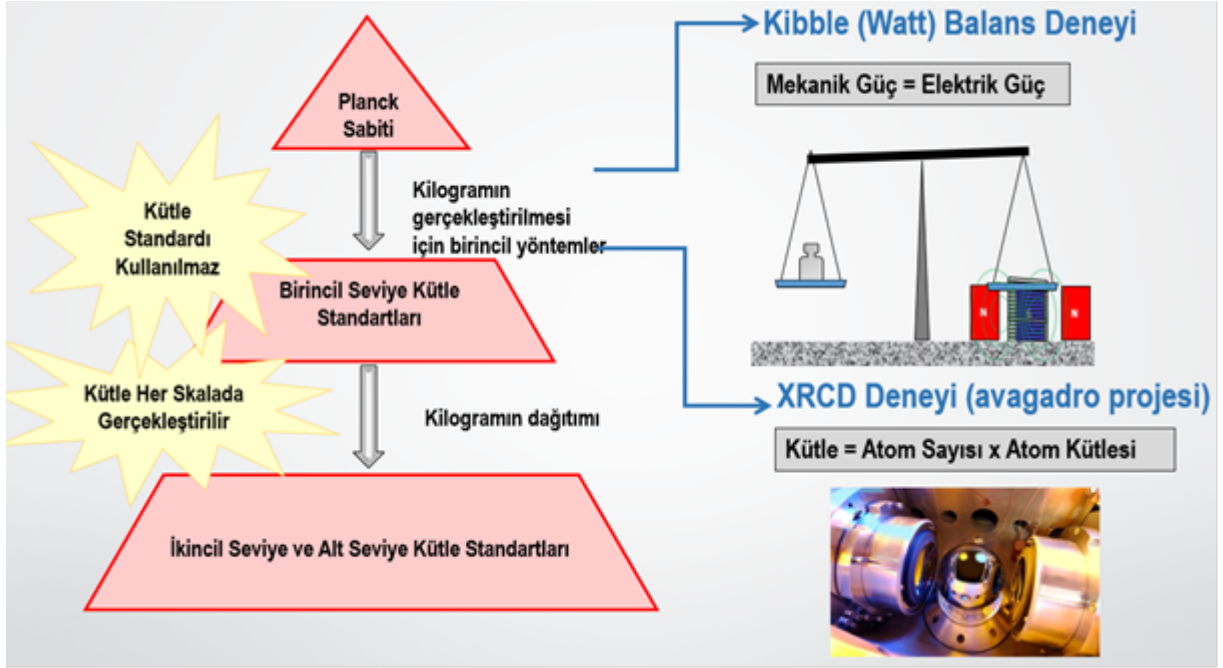 Planck
Sabiti
Kütle
Standardı
Kullanılmaz
Kilogramın
gerçekleştirilmesi
için birincil yöntemler
Birincil Seviye Kütle
Standartları
Kütle Her Skalada
Gerçekleştirilir
Kilogramın dağıtımı
İkincil Seviye ve Alt Seviye Kütle Standartları
Kibble (Watt) Balans Deneyi
Mekanik Güç = Elektrik Güç
N
N
XRCD Deneyi (avagadro projesi)
Kütle = Atom Sayısı x Atom Kütlesi